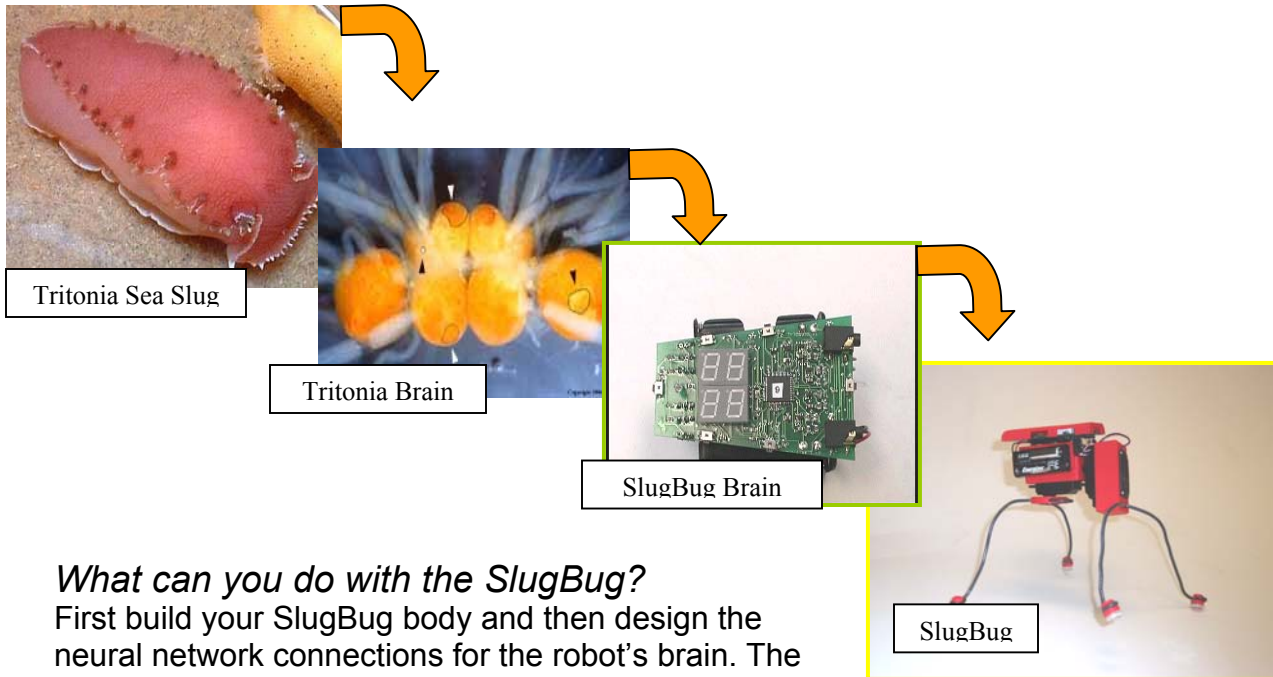 Tritonia Sea Slug
Tritonia Brain
SlugBug Brain
SlugBug
What can you do with the SlugBug?
First build your SlugBug body and then design the
neural network connections for the robot's brain. The